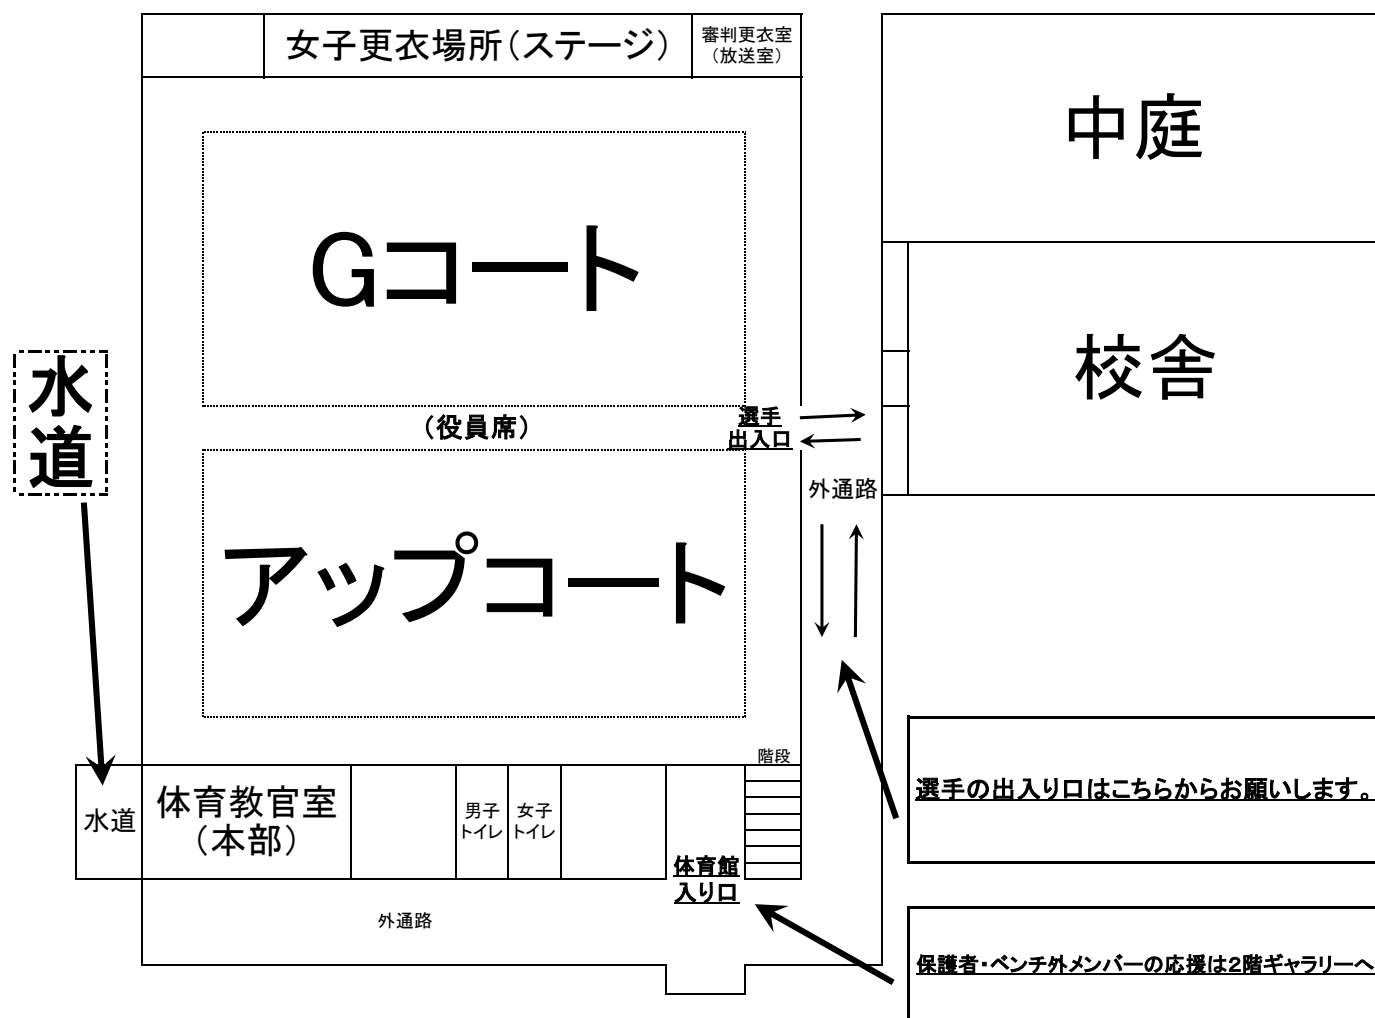 女子更衣場所（ステージ）
審判更衣室
（放送室）
中庭
Gコート
校舎
水道
（役員席）
選手
出入口
外通路
アップコート
階段
選手の出入り口はこちらからお願いします。
水道
体育教官室
（本部）
男子
トイレ
女子
トイレ
体育館
入り口
外通路
保護者・ベンチ外メンバーの応援は2階ギャラリーへ